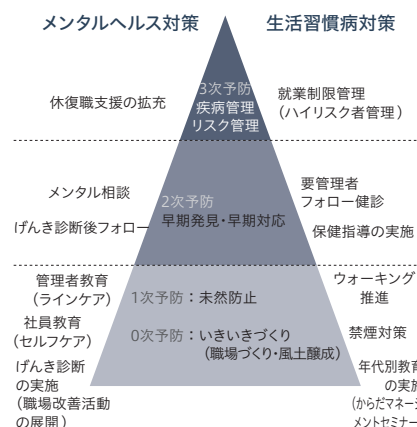 メンタルヘルス対策
生活習慣病対策
休復職支援の拡充
3次予防
疾病管理
リスク管理
就業制限管理
(ハイリスク者管理)
メンタル相談
げんき診断後フォロー
2次予防
早期発見・早期対応
要管理者
フォロー健診
保健指導の実施
管理者教育
(ラインケア)
社員教育
(セルフケア)
げんき診断
の実施
(職場改善活動
の展開)
1次予防:未然防止
0次予防:いきいきづくり
(職場づくり・風土醸成)
ウォーキング
推進
禁煙対策
年代別教育
の実施
(からだマネージ
メントセミナー